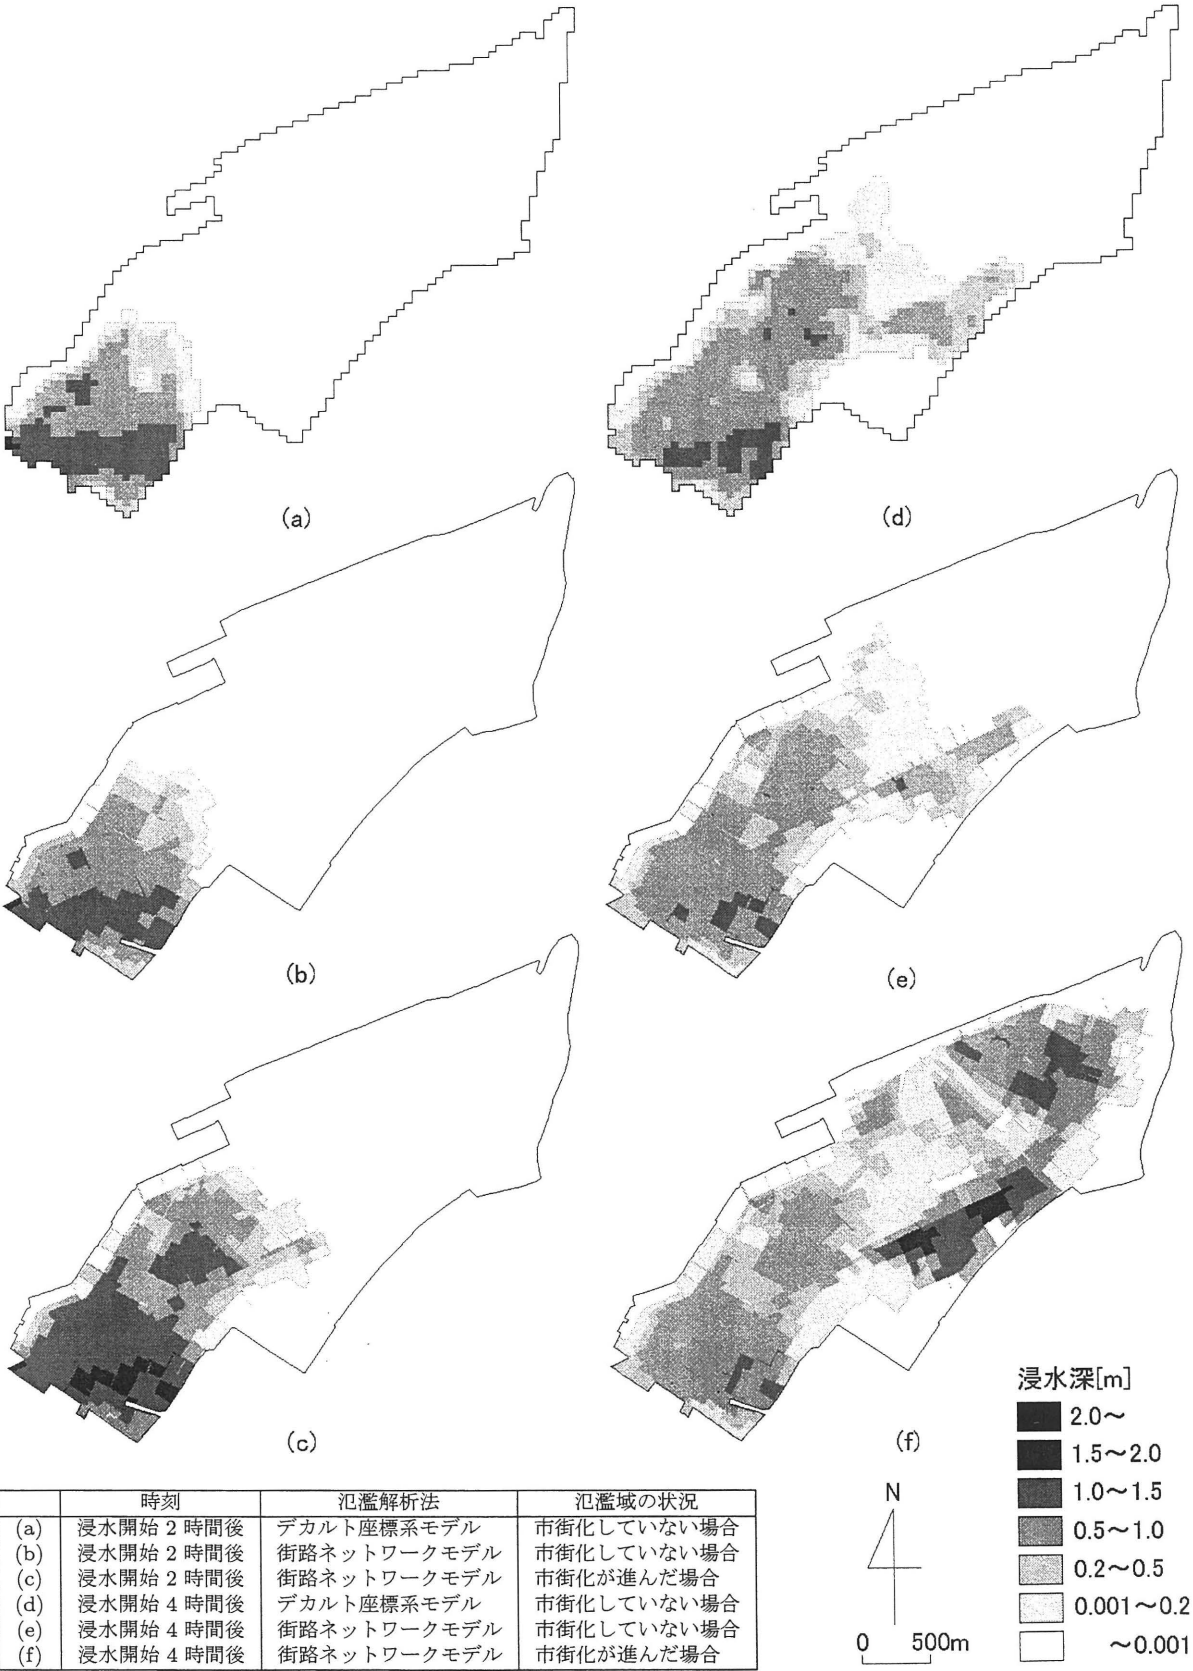 (a)
(d)
(b)
(e)
(c)
(f)
浸水深[m]
2.0～
1.5～2.0
1.0～1.5
0.5～1.0
0.2～0.5
0.001～0.2
～0.001
N
0 500m
時刻 氾濫解析法 氾濫域の状況
(a) 浸水開始 2 時間後 デカルト座標系モデル 市街化していない場合
(b) 浸水開始 2 時間後 街路ネットワークモデル 市街化していない場合
(c) 浸水開始 2 時間後 街路ネットワークモデル 市街化が進んだ場合
(d) 浸水開始 4 時間後 デカルト座標系モデル 市街化していない場合
(e) 浸水開始 4 時間後 街路ネットワークモデル 市街化していない場合
(f) 浸水開始 4 時間後 街路ネットワークモデル 市街化が進んだ場合